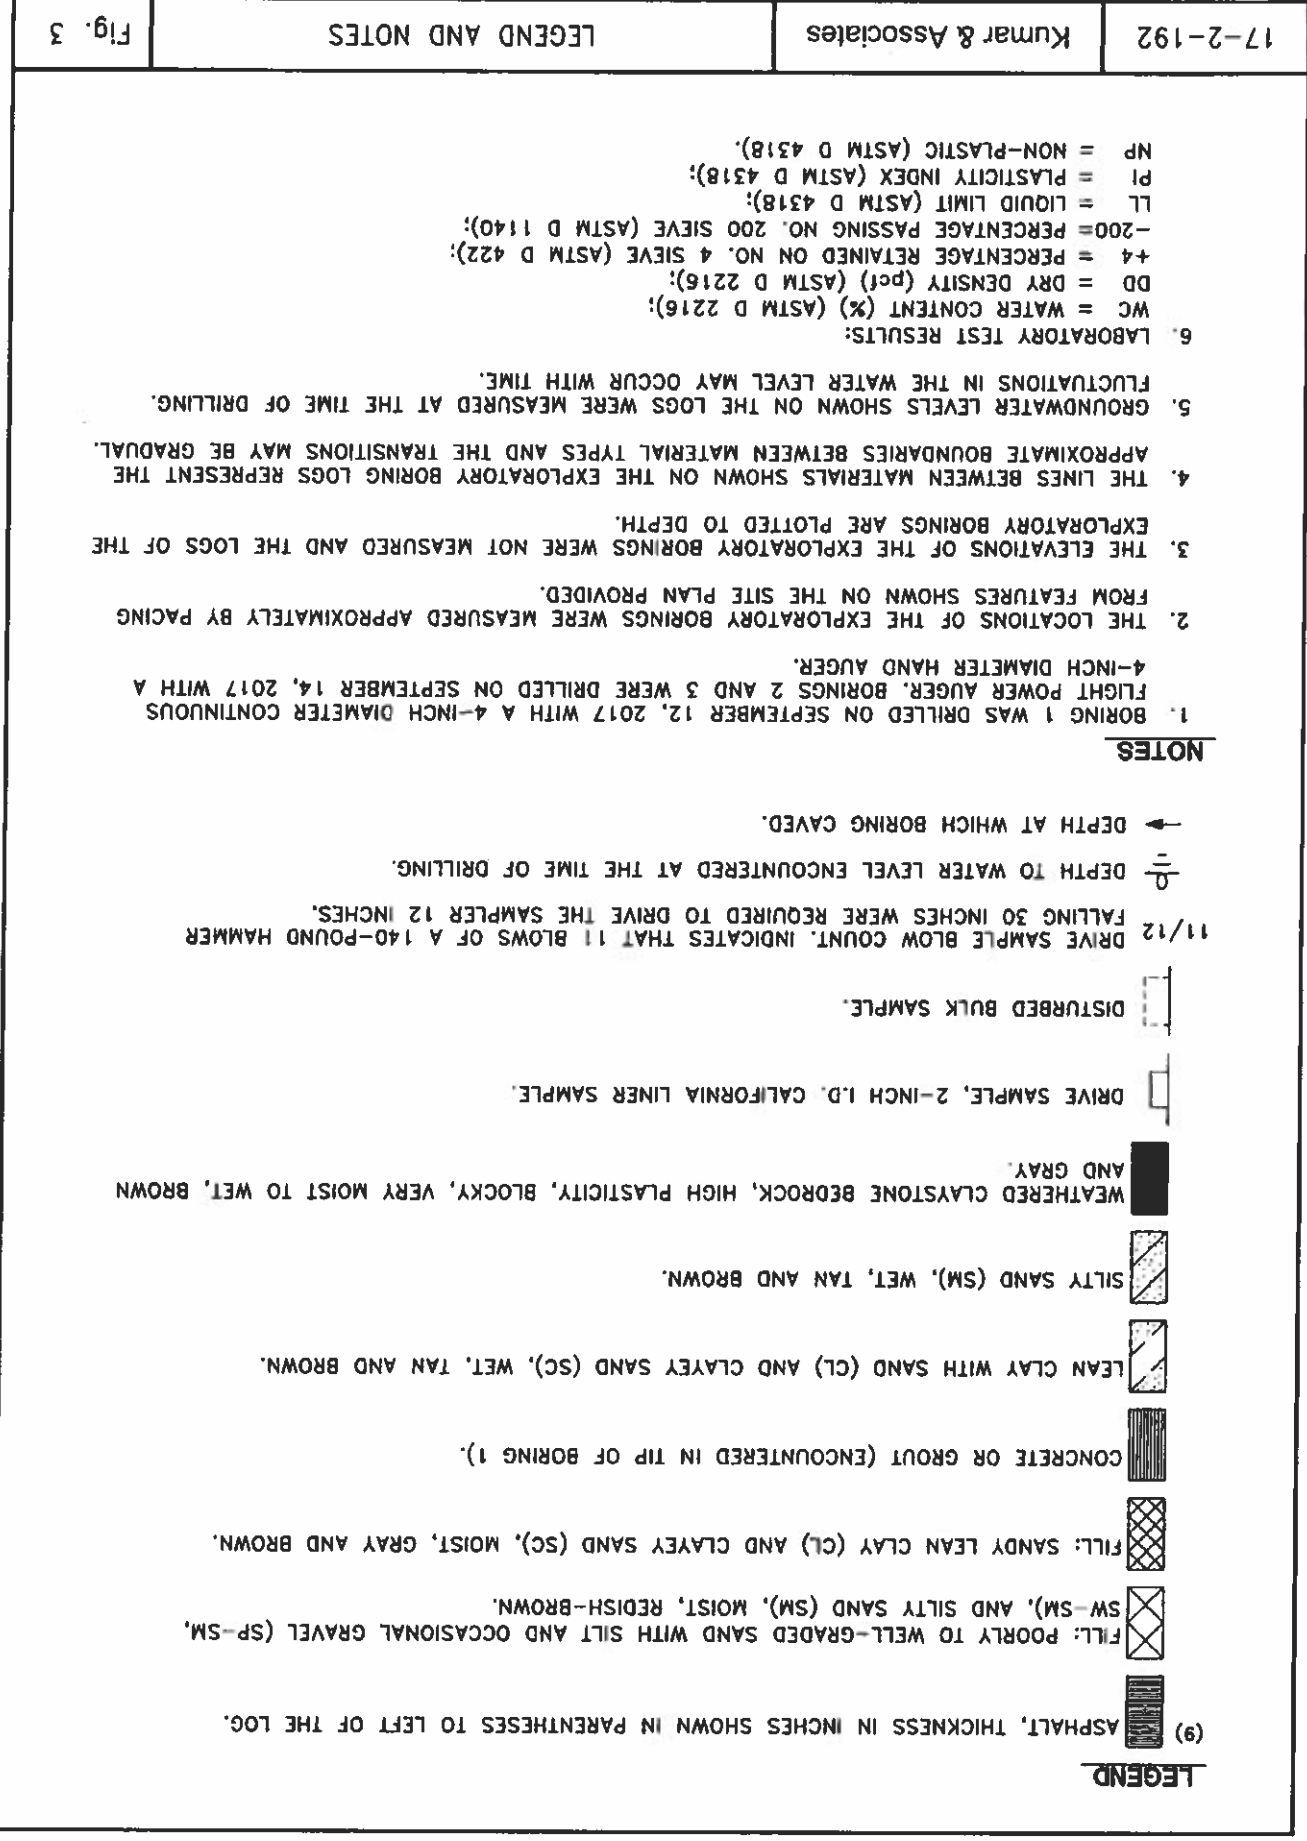 LEGEND
(6) ASPHALT, THICKNESS IN INCHES SHOWN IN PARENTHESES TO LEFT OF THE LOG.
FILL: POORLY TO WELL-GRADED SAND WITH SILT AND OCCASIONAL GRAVEL (SP-SM,
SW-SM), AND SILTY SAND (SM), MOIST, REDISH-BROWN.
FILL: SANDY LEAN CLAY (CL) AND CLAYEY SAND (SC), MOIST, GRAY AND BROWN.
CONCRETE OR GROUT (ENCOUNTERED IN TIP OF BORING 1).
LEAN CLAY WITH SAND (CL) AND CLAYEY SAND (SC), WET, TAN AND BROWN.
SILTY SAND (SM), WET, TAN AND BROWN.
WEATHERED CLAYSTONE BEDROCK, HIGH PLASTICITY, BLOCKY, VERY MOIST TO WET, BROWN
AND GRAY.
DRIVE SAMPLE, 2-INCH I.D. CALIFORNIA LINER SAMPLE.
DISTURBED BULK SAMPLE.
11/12 DRIVE SAMPLE BLOW COUNT. INDICATES THAT 11 BLOWS OF A 140-POUND HAMMER
FALLING 30 INCHES WERE REQUIRED TO DRIVE THE SAMPLER 12 INCHES.
0 DEPTH TO WATER LEVEL ENCOUNTERED AT THE TIME OF DRILLING.
DEPTH AT WHICH BORING CAVED.
NOTES
1. BORING 1 WAS DRILLED ON SEPTEMBER 12, 2017 WITH A 4-INCH DIAMETER CONTINUOUS
FLIGHT POWER AUGER. BORINGS 2 AND 3 WERE DRILLED ON SEPTEMBER 14, 2017 WITH A
4-INCH DIAMETER HAND AUGER.
2. THE LOCATIONS OF THE EXPLORATORY BORINGS WERE MEASURED APPROXIMATELY BY PACING
FROM FEATURES SHOWN ON THE SITE PLAN PROVIDED.
3. THE ELEVATIONS OF THE EXPLORATORY BORINGS WERE NOT MEASURED AND THE LOGS OF THE
EXPLORATORY BORINGS ARE PLOTTED TO DEPTH.
4. THE LINES BETWEEN MATERIALS SHOWN ON THE EXPLORATORY BORING LOGS REPRESENT THE
APPROXIMATE BOUNDARIES BETWEEN MATERIAL TYPES AND THE TRANSITIONS MAY BE GRADUAL.
5. GROUNDWATER LEVELS SHOWN ON THE LOGS WERE MEASURED AT THE TIME OF DRILLING.
FLUCTUATIONS IN THE WATER LEVEL MAY OCCUR WITH TIME.
6. LABORATORY TEST RESULTS:
WC = WATER CONTENT (%) (ASTM D 2216);
DD = DRY DENSITY (pcf) (ASTM D 2216);
+4 = PERCENTAGE RETAINED ON NO. 4 SIEVE (ASTM D 422);
-200= PERCENTAGE PASSING NO. 200 SIEVE (ASTM D 1140);
LL = LIQUID LIMIT (ASTM D 4318);
PI = PLASTICITY INDEX (ASTM D 4318);
NP = NON-PLASTIC (ASTM D 4318).
17-2-192
Kumar & Associates
LEGEND AND NOTES
Fig. 3